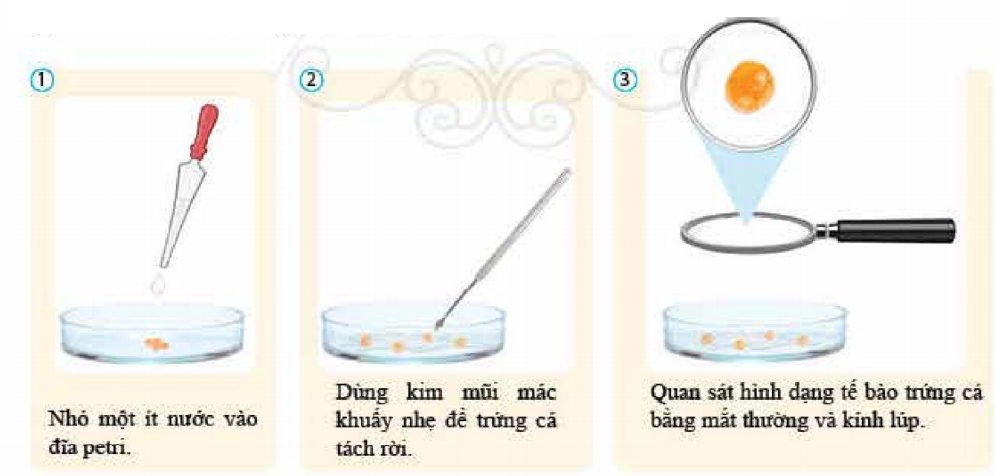 1
Nhỏ một ít nước vào
đĩa petri.
2
Dùng kim mũi mác
khuấy nhẹ để trứng cá
tách rời.
3
Quan sát hình dạng tế bào trứng cá
bằng mắt thường và kính lúp.